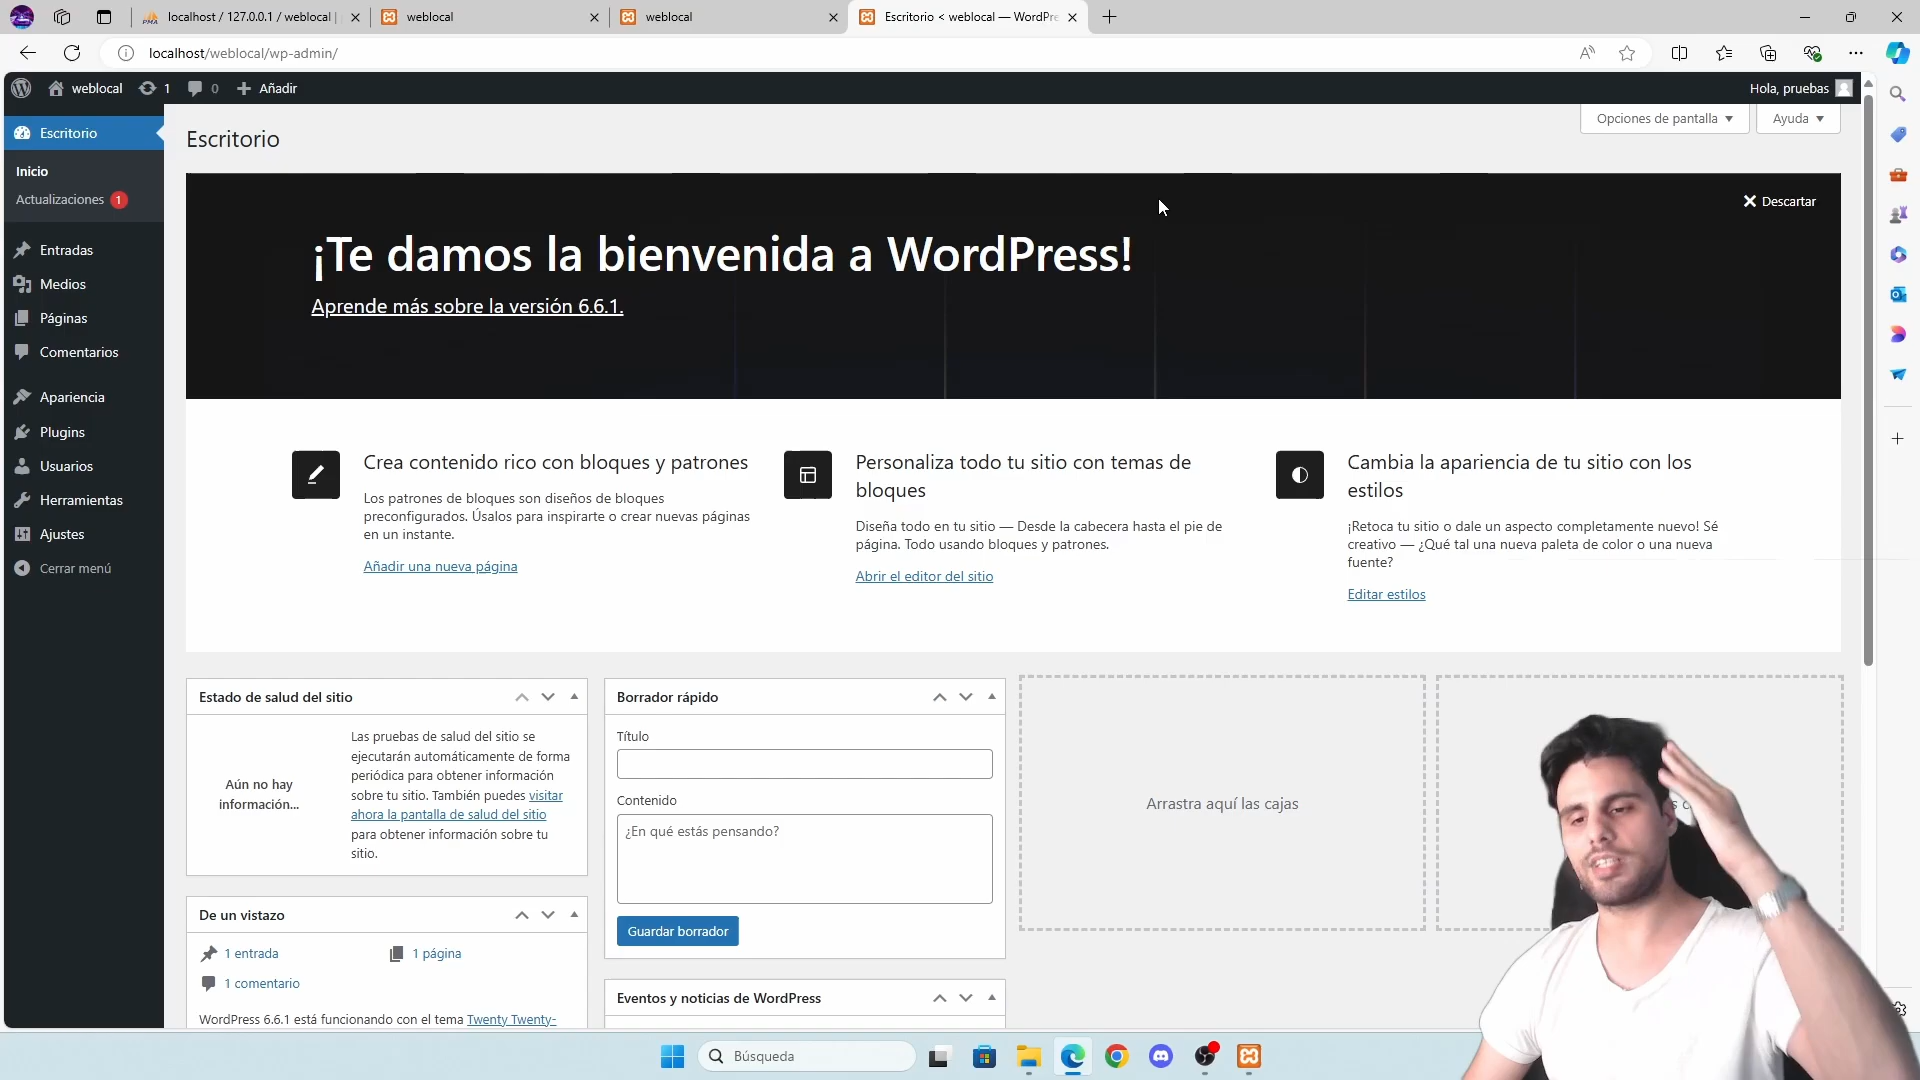 localhost / 127.0.0.1 / weblocal |
weblocal
weblocal
Escritorio < weblocal — WordPre
localhost/weblocal/wp-admin/
weblocal
1
0
Añadir
Hola, pruebas
Escritorio
Inicio
Actualizaciones 1
Entradas
Medios
Páginas
Comentarios
Apariencia
Plugins
Usuarios
Herramientas
Ajustes
Cerrar menú
Opciones de pantalla
Ayuda
Escritorio
Descartar
¡Te damos la bienvenida a WordPress!
Aprende más sobre la versión 6.6.1.
Crea contenido rico con bloques y patrones
Los patrones de bloques son diseños de bloques
preconfigurados. Úsalos para inspirarte o crear nuevas páginas
en un instante.
Añadir una nueva página
Personaliza todo tu sitio con temas de
bloques
Diseña todo en tu sitio — Desde la cabecera hasta el pie de
página. Todo usando bloques y patrones.
Abrir el editor del sitio
Cambia la apariencia de tu sitio con los
estilos
¡Retoca tu sitio o dale un aspecto completamente nuevo! Sé
creativo — ¿Qué tal una nueva paleta de color o una nueva
fuente?
Editar estilos
Estado de salud del sitio
Aún no hay
información...
Las pruebas de salud del sitio se
ejecutarán automáticamente de forma
periódica para obtener información
sobre tu sitio. También puedes visitar
ahora la pantalla de salud del sitio
para obtener información sobre tu
sitio.
De un vistazo
1 entrada
1 página
1 comentario
WordPress 6.6.1 está funcionando con el tema Twenty Twenty-
Borrador rápido
Título
Contenido
¿En qué estás pensando?
Guardar borrador
Eventos y noticias de WordPress
Arrastra aquí las cajas
Búsqueda